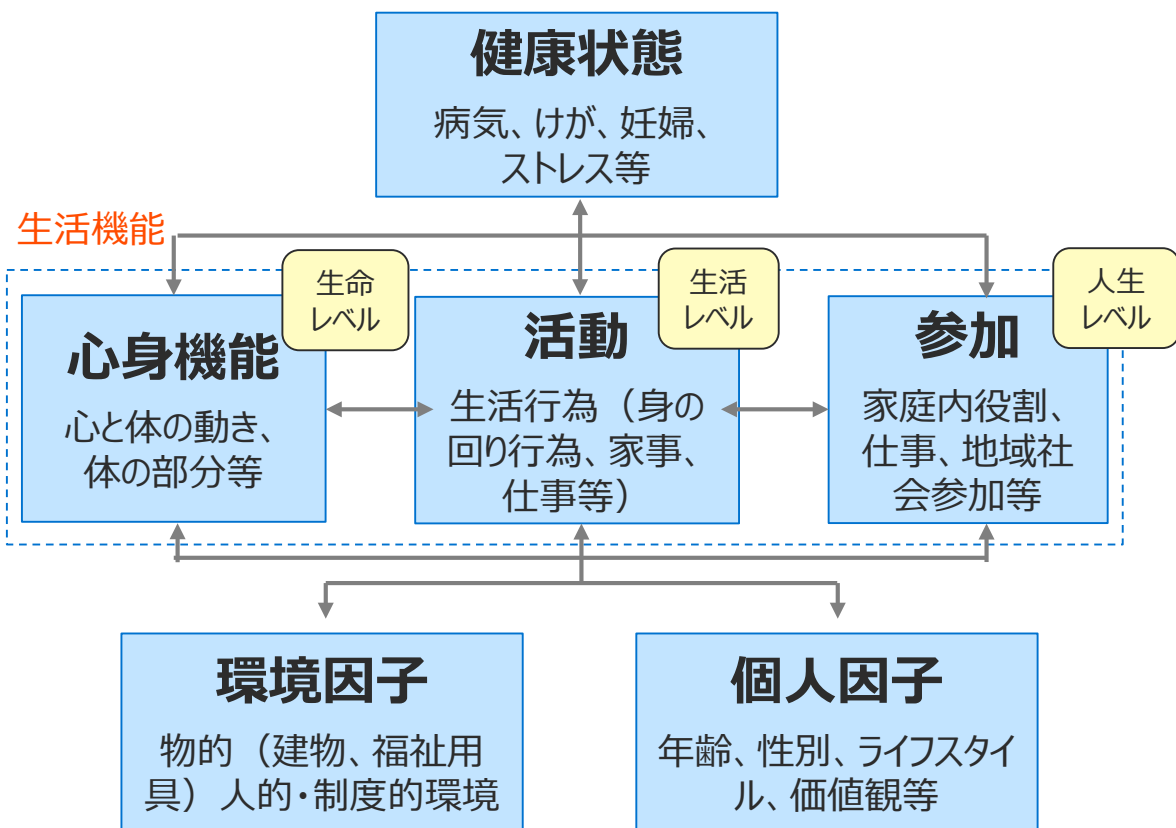 健康状態
病気、けが、妊婦、
ストレス等
生活機能
生命
レベル
心身機能
心と体の動き、
体の部分等
生活
レベル
活動
生活行為（身の
回り行為、家事、
仕事等）
人生
レベル
参加
家庭内役割、
仕事、地域社
会参加等
環境因子
物的（建物、福祉用
具）人的・制度的環境
個人因子
年齢、性別、ライフスタイ
ル、価値観等